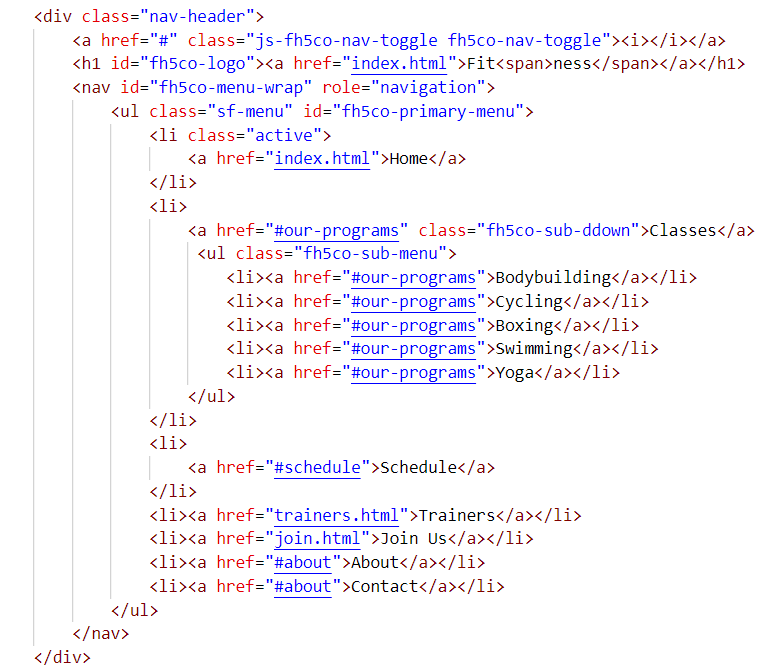 <div class="nav-header">
<a href="#" class="js-fh5co-nav-toggle fh5co-nav-toggle"><i></i></a>
<h1 id="fh5co-logo"><a href="index.html">Fit<span>ness</span></a></h1>
<nav id="fh5co-menu-wrap" role="navigation">
<ul class="sf-menu" id="fh5co-primary-menu">
<li class="active">
<a href="index.html">Home</a>
</li>
<li>
<a href="#our-programs" class="fh5co-sub-ddown">Classes</a>
<ul class="fh5co-sub-menu">
<li><a href="#our-programs">Bodybuilding</a></li>
<li><a href="#our-programs">Cycling</a></li>
<li><a href="#our-programs">Boxing</a></li>
<li><a href="#our-programs">Swimming</a></li>
<li><a href="#our-programs">Yoga</a></li>
</ul>
</li>
<li>
<a href="#schedule">Schedule</a>
</li>
<li><a href="trainers.html">Trainers</a></li>
<li><a href="join.html">Join Us</a></li>
<li><a href="#about">About</a></li>
<li><a href="#about">Contact</a></li>
</ul>
</nav>
</div>